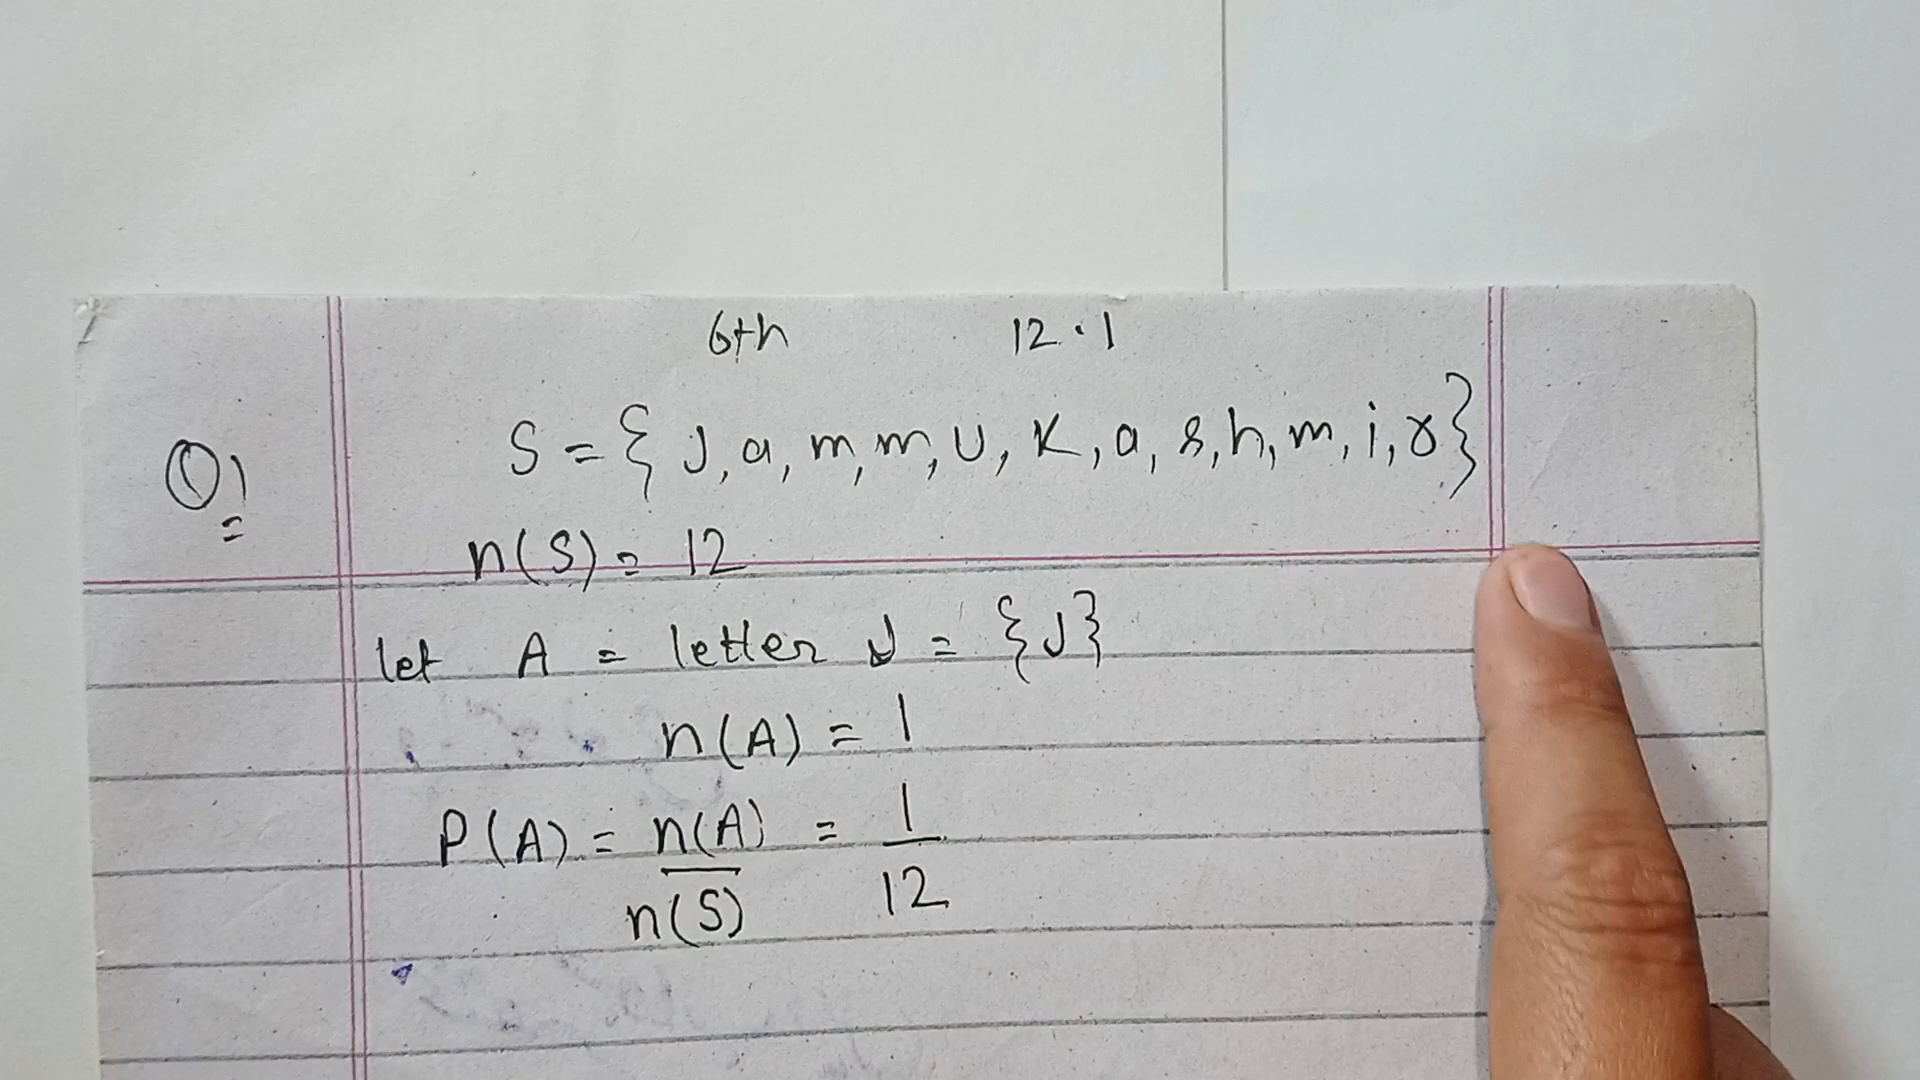 6th 12.1
Q1 S = { J, a, m, m, U, K, a, s, h, m, i, r }
n(S) = 12
let A = letter J = {J}
n(A) = 1
P(A) = n(A) = 1
n(S) 12